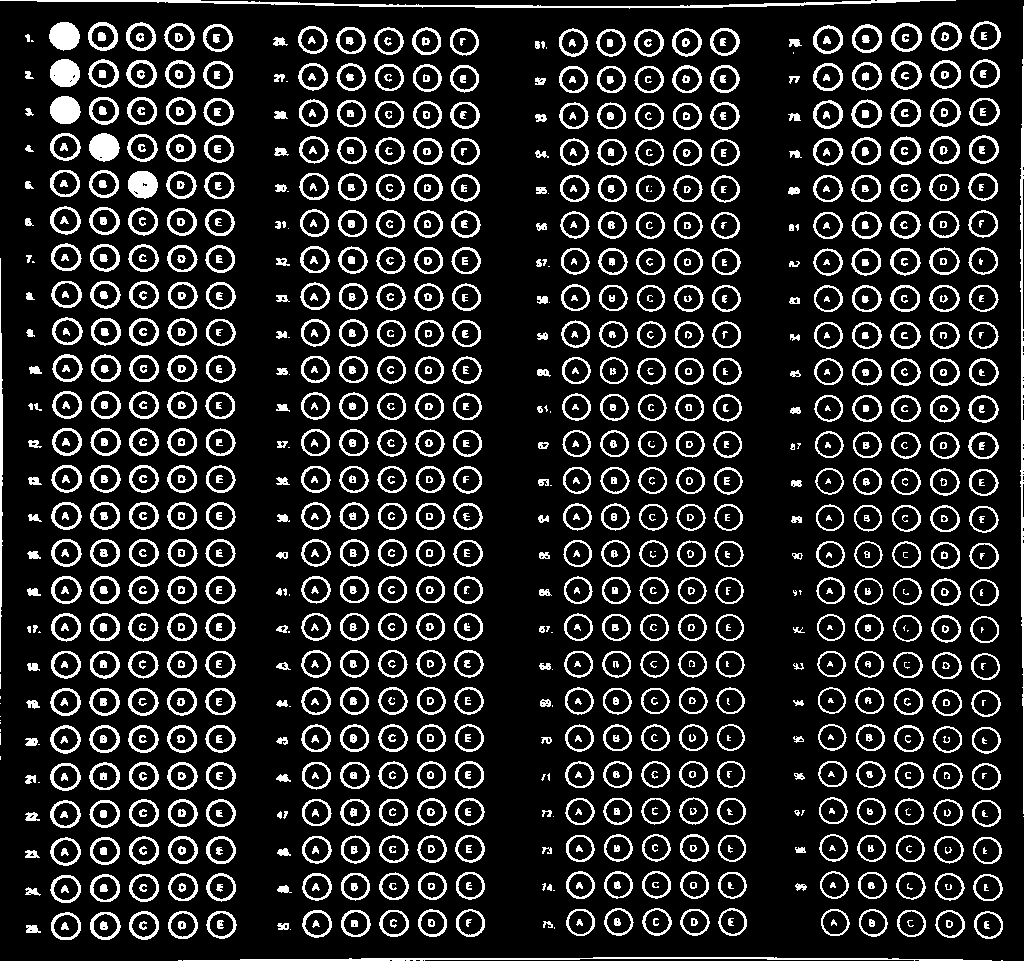 1. B C D E
2. B C D E
3. B C D E
4. A C D E
5. A B D E
6. A B C D E
7. A B C D E
8. A B C D E
9. A B C D E
10. A B C D E
11. A B C D E
12. A B C D E
13. A B C D E
14. A B C D E
15. A B C D E
16. A B C D E
17. A B C D E
18. A B C D E
19. A B C D E
20. A B C D E
21. A B C D E
22. A B C D E
23. A B C D E
24. A B C D E
25. A B C D E
26. A B C D E
27. A B C D E
28. A B C D E
29. A B C D E
30. A B C D E
31. A B C D E
32. A B C D E
33. A B C D E
34. A B C D E
35. A B C D E
36. A B C D E
37. A B C D E
38. A B C D E
39. A B C D E
40 A B C D E
41. A B C D E
42. A B C D E
43. A B C D E
44. A B C D E
45 A B C D E
46. A B C D E
47 A B C D E
48. A B C D E
49. A B C D E
50. A B C D E
51. A B C D E
52 A B C D E
53 A B C D E
54. A B C D E
55. A B C D E
56 A B C D E
57. A B C D E
58. A B C D E
59 A B C D E
60. A B C D E
61. A B C D E
62 A B C D E
63. A B C D E
64 A B C D E
65 A B C D E
66. A B C D E
67. A B C D E
68. A B C D E
69. A B C D E
70 A B C D E
71 A B C D E
72. A B C D E
73 A B C D E
74. A B C D E
75. A B C D E
76. A B C D E
77 A B C D E
78. A B C D E
79. A B C D E
80 A B C D E
81 A B C D E
82 A B C D E
83 A B C D E
84 A B C D E
85 A B C D E
86 A B C D E
87 A B C D E
88 A B C D E
89 A B C D E
90 A B C D E
91 A B C D E
92. A B C D E
93 A B C D E
94 A B C D E
95 A B C D E
96 A B C D E
97 A B C D E
98 A B C D E
99 A B C D E
A B C D E